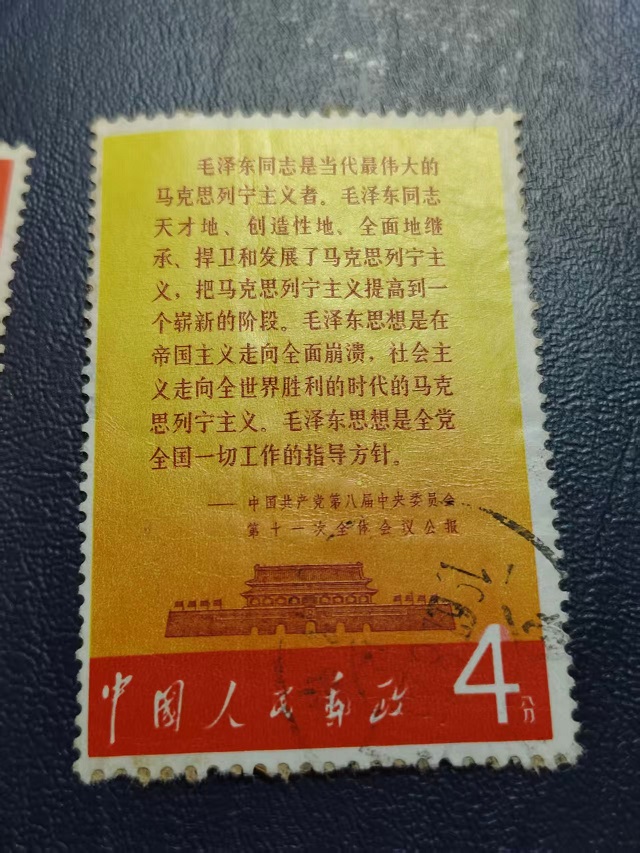 毛泽东同志是当代最伟大的
马克思列宁主义者。毛泽东同志
天才地、创造性地、全面地继
承、捍卫和发展了马克思列宁主
义，把马克思列宁主义提高到一
个崭新的阶段。毛泽东思想是在
帝国主义走向全面崩溃，社会主
义走向全世界胜利的时代的马克
思列宁主义。毛泽东思想是全党
全国一切工作的指导方针。
——中国共产党第八届中央委员会
第十一次全体会议公报
中国人民邮政 4分